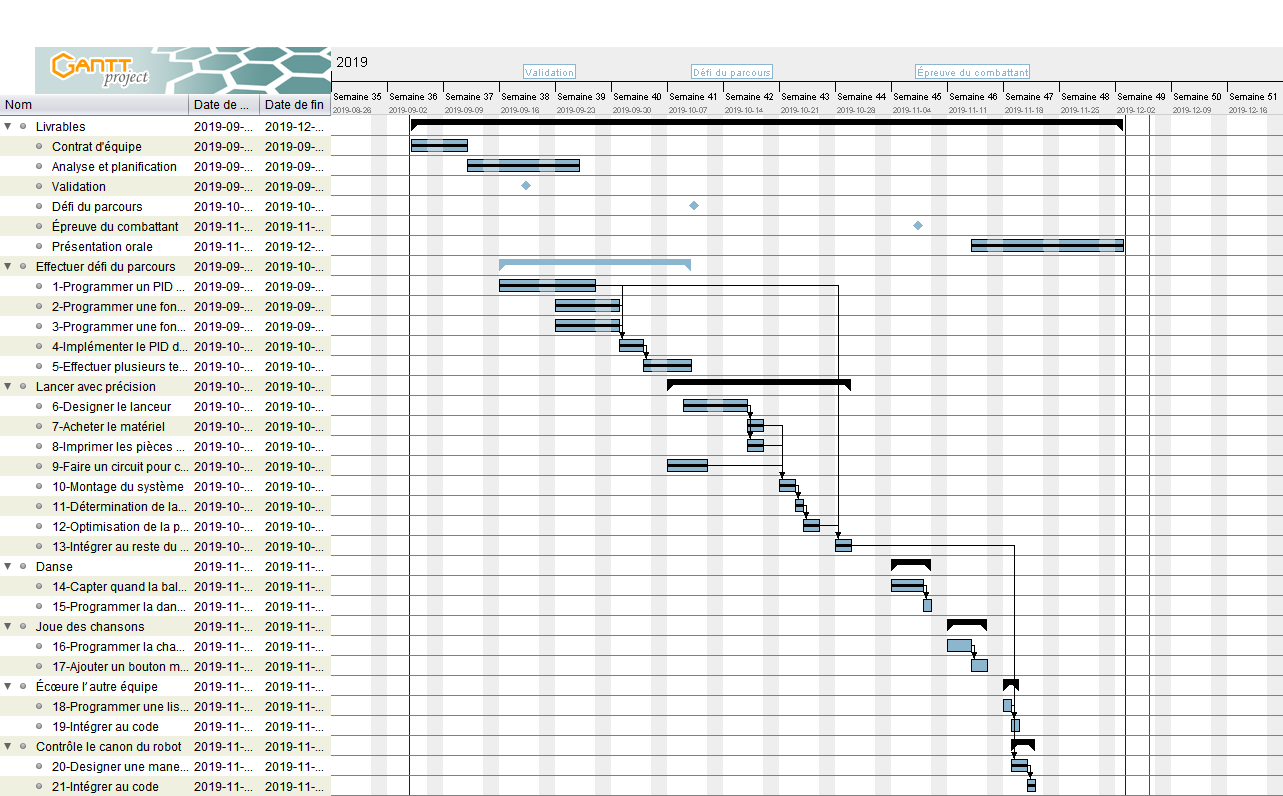 GANTT
project
2019
Validation Défi du parcours Épreuve du combattant
Nom Date de ... Date de fin
Semaine 35 Semaine 36 Semaine 37 Semaine 38 Semaine 39 Semaine 40 Semaine 41 Semaine 42 Semaine 43 Semaine 44 Semaine 45 Semaine 46 Semaine 47 Semaine 48 Semaine 49 Semaine 50 Semaine 51
2019-08-26 2019-09-02 2019-09-09 2019-09-16 2019-09-23 2019-09-30 2019-10-07 2019-10-14 2019-10-21 2019-10-28 2019-11-04 2019-11-11 2019-11-18 2019-11-25 2019-12-02 2019-12-09 2019-12-16
Livrables 2019-09-... 2019-12-...
Contrat d'équipe 2019-09-... 2019-09-...
Analyse et planification 2019-09-... 2019-09-...
Validation 2019-09-... 2019-09-...
Défi du parcours 2019-10-... 2019-10-...
Épreuve du combattant 2019-11-... 2019-11-...
Présentation orale 2019-11-... 2019-12-...
Effectuer défi du parcours 2019-09-... 2019-10-...
1-Programmer un PID ... 2019-09-... 2019-09-...
2-Programmer une fon... 2019-09-... 2019-09-...
3-Programmer une fon... 2019-09-... 2019-09-...
4-Implémenter le PID d... 2019-10-... 2019-10-...
5-Effectuer plusieurs te... 2019-10-... 2019-10-...
Lancer avec précision 2019-10-... 2019-10-...
6-Designer le lanceur 2019-10-... 2019-10-...
7-Acheter le matériel 2019-10-... 2019-10-...
8-Imprimer les pièces ... 2019-10-... 2019-10-...
9-Faire un circuit pour c... 2019-10-... 2019-10-...
10-Montage du système 2019-10-... 2019-10-...
11-Détermination de la... 2019-10-... 2019-10-...
12-Optimisation de la p... 2019-10-... 2019-10-...
13-Intégrer au reste du ... 2019-10-... 2019-10-...
Danse 2019-11-... 2019-11-...
14-Capter quand la bal... 2019-11-... 2019-11-...
15-Programmer la dan... 2019-11-... 2019-11-...
Joue des chansons 2019-11-... 2019-11-...
16-Programmer la cha... 2019-11-... 2019-11-...
17-Ajouter un bouton m... 2019-11-... 2019-11-...
Écœure l'autre équipe 2019-11-... 2019-11-...
18-Programmer une lis... 2019-11-... 2019-11-...
19-Intégrer au code 2019-11-... 2019-11-...
Contrôle le canon du robot 2019-11-... 2019-11-...
20-Designer une mane... 2019-11-... 2019-11-...
21-Intégrer au code 2019-11-... 2019-11-...